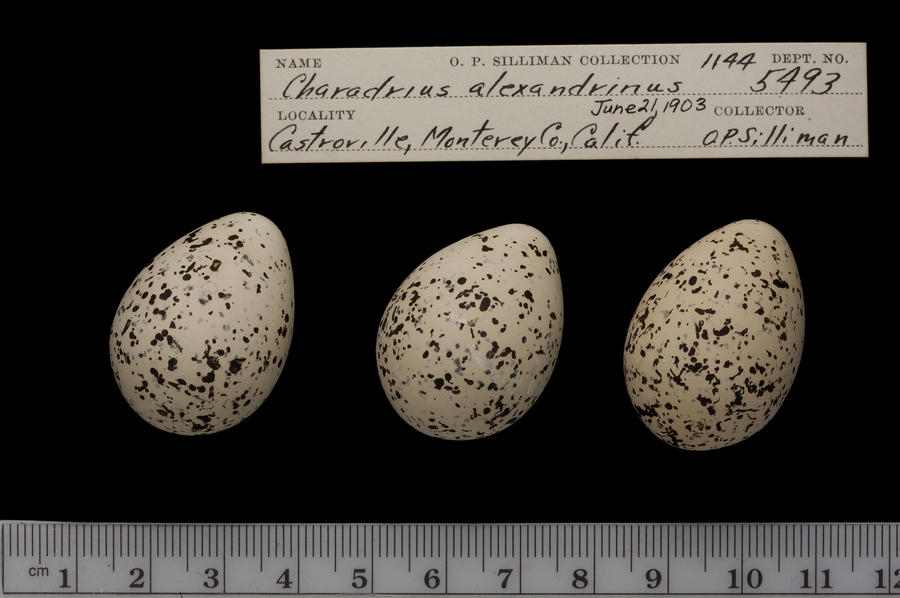 NAME O. P. SILLIMAN COLLECTION 1144 DEPT. NO.
Charadrius alexandrinus 5493
LOCALITY June 21, 1903 COLLECTOR
Castroville, Monterey Co., Calif. O.P. Silliman
cm 1 2 3 4 5 6 7 8 9 10 11 12